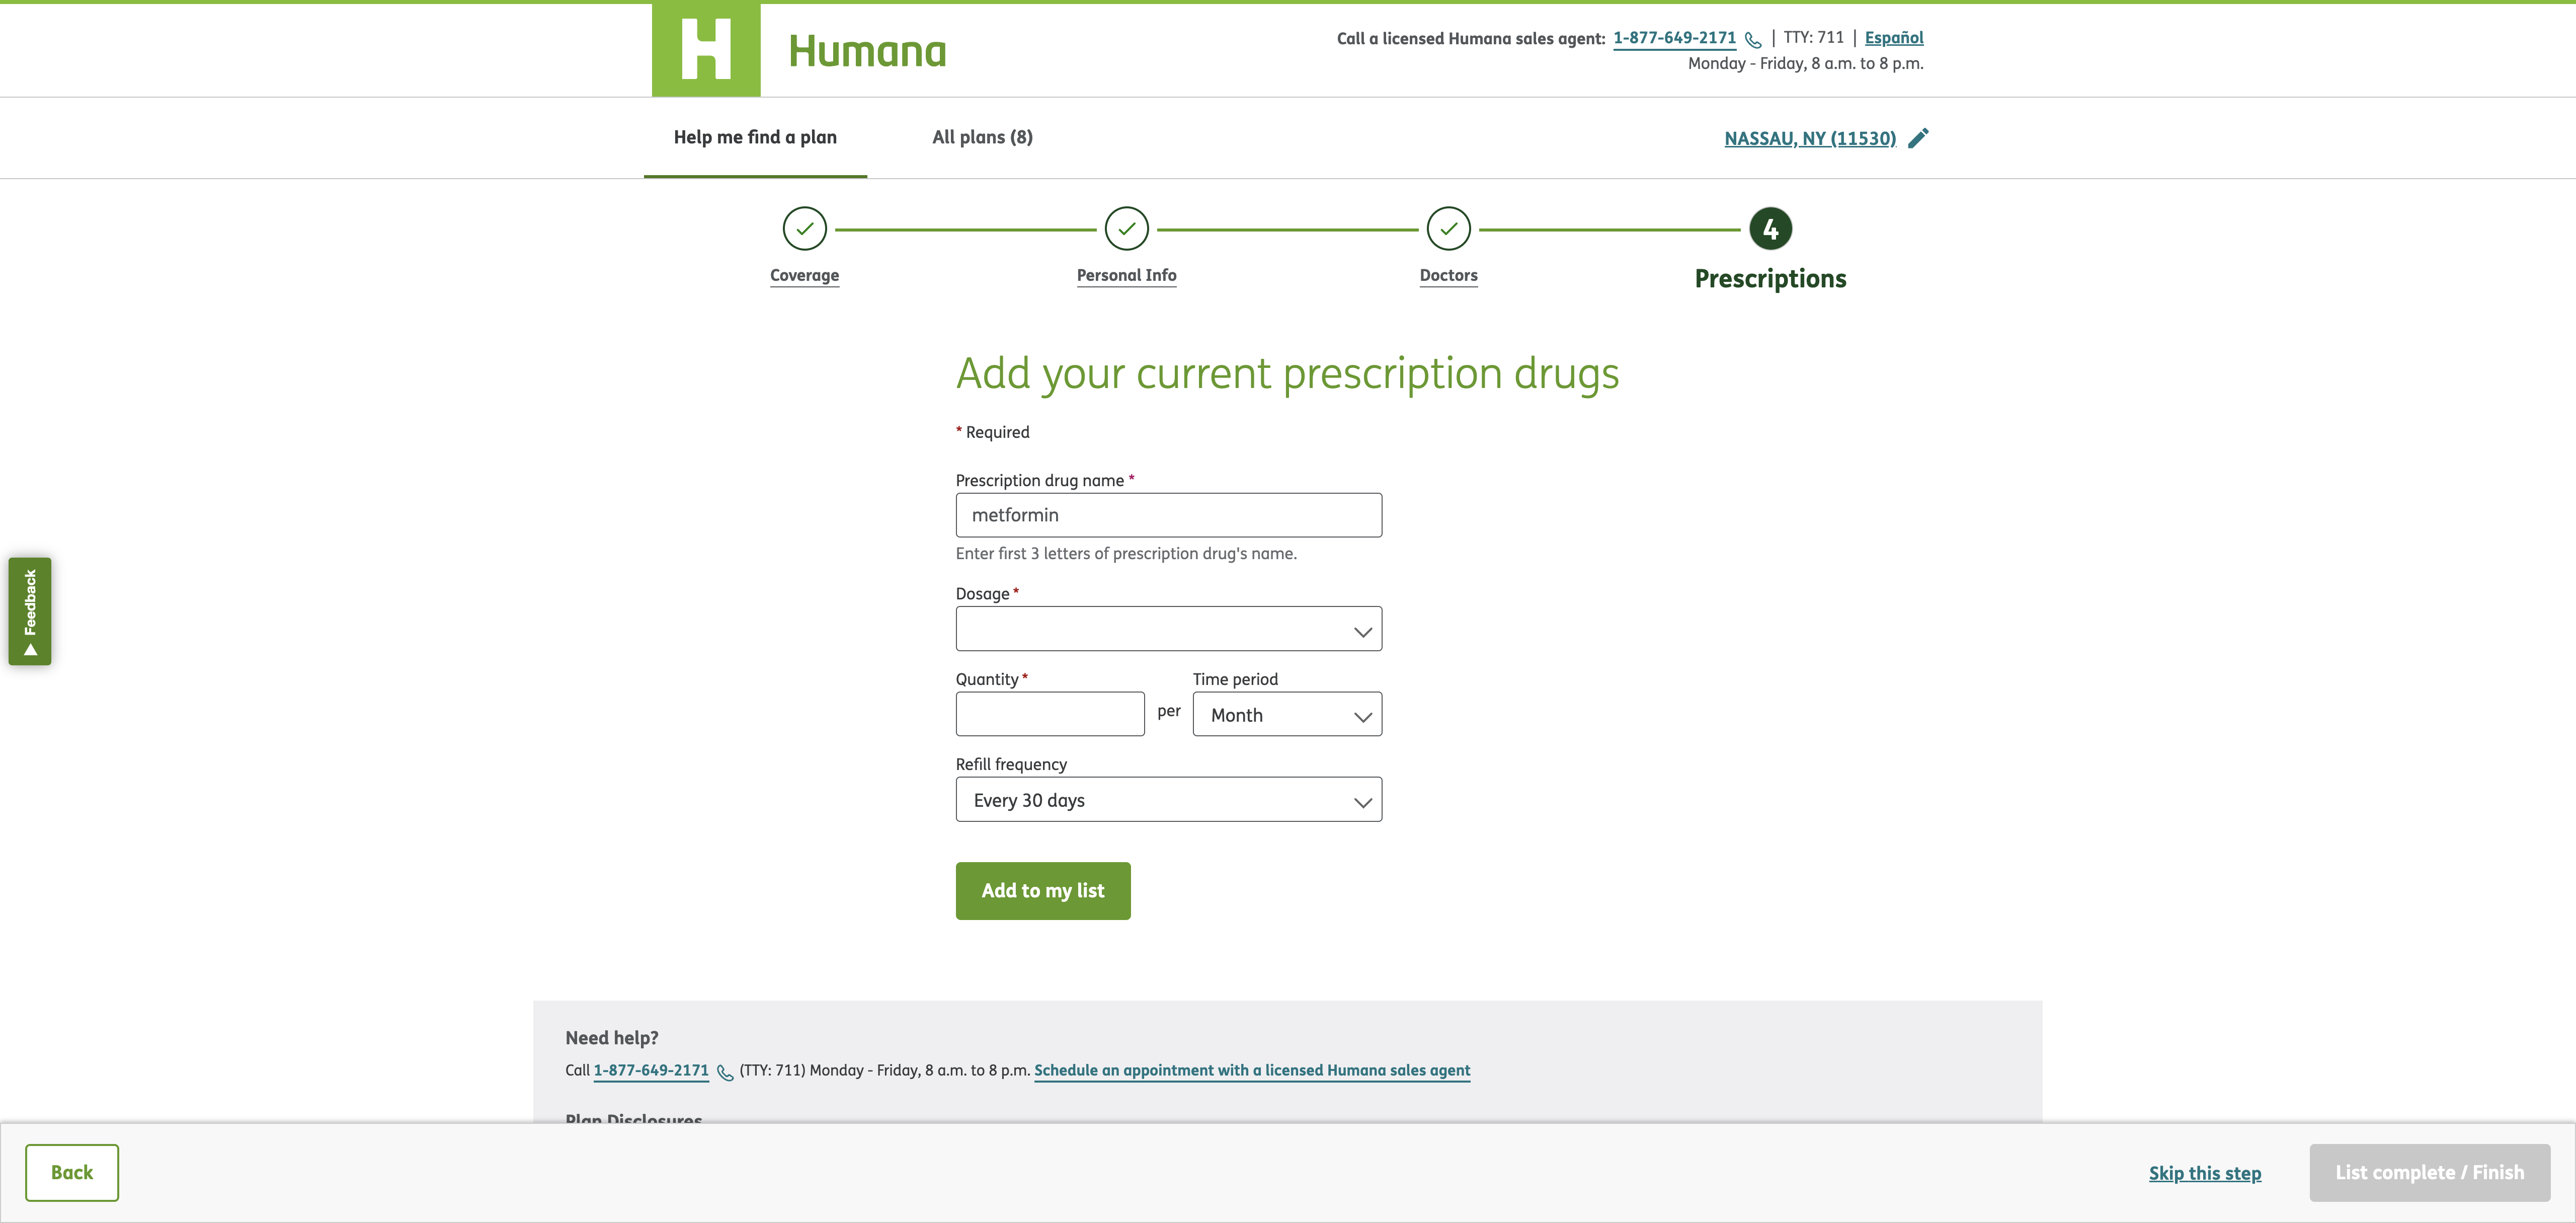 H Humana
Call a licensed Humana sales agent: 1-877-649-2171 | TTY: 711 | Español
Monday - Friday, 8 a.m. to 8 p.m.
Help me find a plan
All plans (8)
NASSAU, NY (11530)
4
Coverage
Personal Info
Doctors
Prescriptions
Add your current prescription drugs
* Required
Prescription drug name *
metformin
Enter first 3 letters of prescription drug's name.
Dosage *
Quantity *
Time period
per
Month
Refill frequency
Every 30 days
Add to my list
Feedback
Need help?
Call 1-877-649-2171 (TTY: 711) Monday - Friday, 8 a.m. to 8 p.m. Schedule an appointment with a licensed Humana sales agent
Plan Disclosures
Back
Skip this step
List complete / Finish